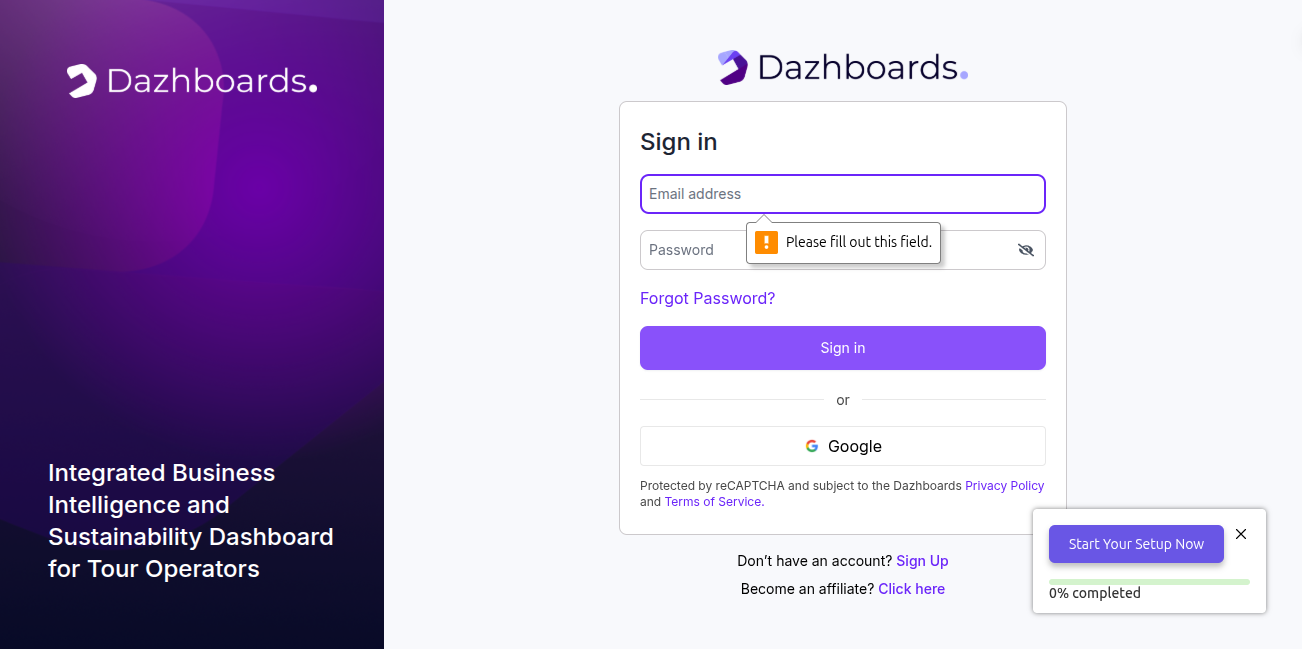 Dazhboards.
Integrated Business
Intelligence and
Sustainability Dashboard
for Tour Operators
Dazhboards.
Sign in
Email address
Please fill out this field.
Password
Forgot Password?
Sign in
or
Google
Protected by reCAPTCHA and subject to the Dazhboards Privacy Policy
and Terms of Service.
Don’t have an account? Sign Up
Become an affiliate? Click here
Start Your Setup Now
0% completed